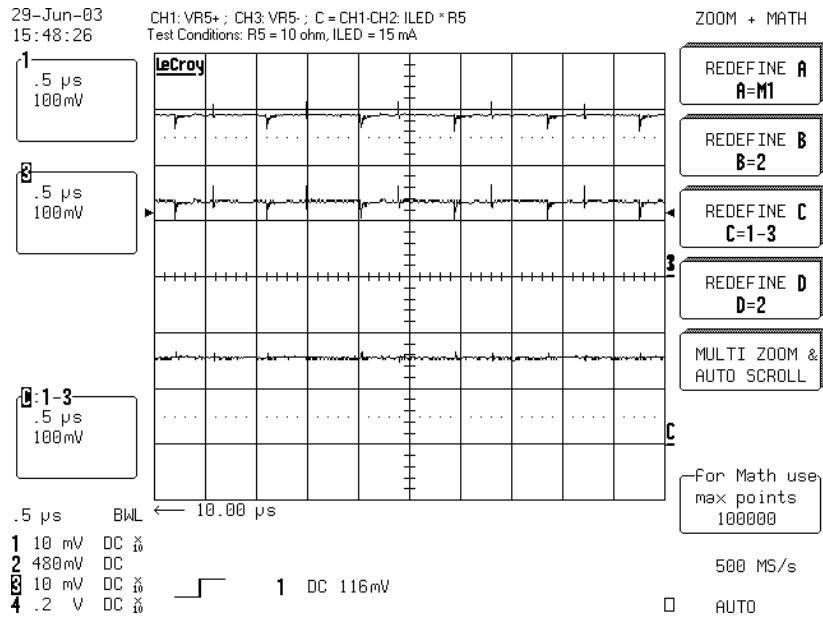 29-Jun-03
15:48:26
CH1: VR5+ ; CH3: VR5- ; C = CH1-CH2: ILED * R5
Test Conditions: R5 = 10 ohm, ILED = 15 mA
ZOOM + MATH
1
.5 µs
100mV
LeCroy
REDEFINE A
A=M1
REDEFINE B
B=2
3
.5 µs
100mV
REDEFINE C
C=1-3
3
REDEFINE D
D=2
MULTI ZOOM &
AUTO SCROLL
C:1-3
.5 µs
100mV
C
For Math use
max points
100000
.5 µs BWL
← 10.00 µs
1 10 mV DC X10
2 480mV DC
3 10 mV DC X10
4 .2 V DC X10
1 DC 116mV
500 MS/s
AUTO